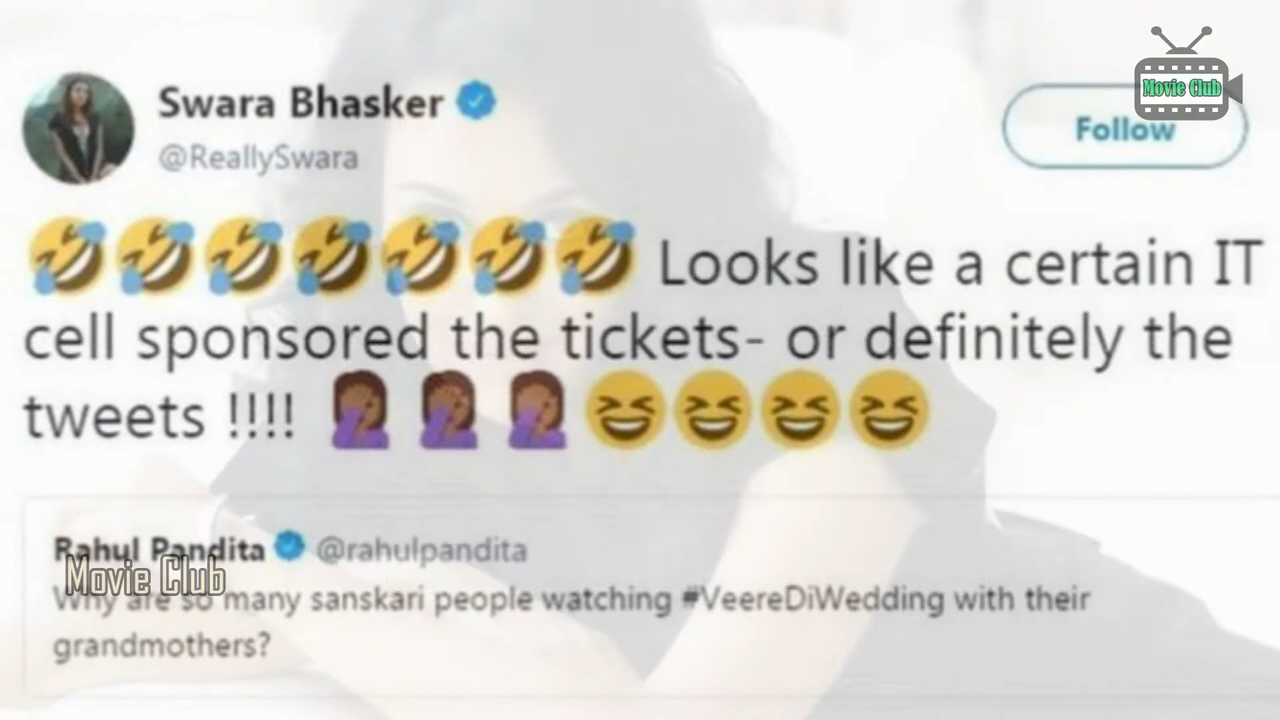 Movie Club
Swara Bhasker
@ReallySwara
Follow
🤣🤣🤣🤣🤣🤣🤣 Looks like a certain IT
cell sponsored the tickets- or definitely the
tweets !!!! 🤦🏾‍♀️🤦🏾‍♀️🤦🏾‍♀️😆😆😆😆
Rahul Pandita @rahulpandita
Movie Club
Why are so many sanskari people watching #VeereDiWedding with their
grandmothers?